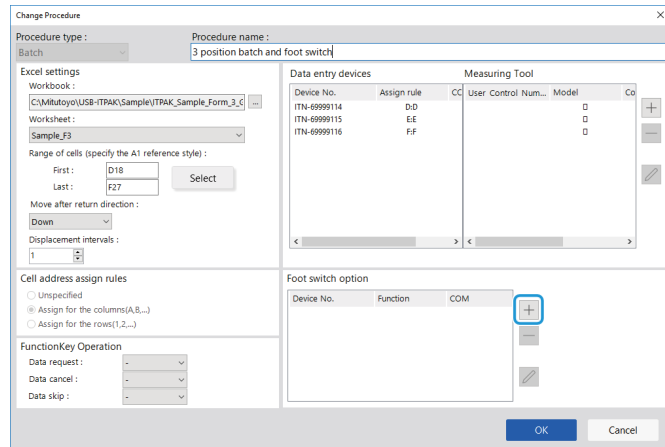 Change Procedure
Procedure type :
Procedure name :
Batch
3 position batch and foot switch
Excel settings
Workbook :
C:\Mitutoyo\USB-ITPAK\Sample\ITPAK_Sample_Form_3_G
...
Worksheet :
Sample_F3
Range of cells (specify the A1 reference style) :
First :
D18
Last :
F27
Select
Move after return direction :
Down
Displacement intervals :
1
Data entry devices
Device No. Assign rule CC
ITN-69999114 D:D
ITN-69999115 E:E
ITN-69999116 F:F
Measuring Tool
User Control Num... Model Co
Cell address assign rules
Unspecified
Assign for the columns(A,B,...)
Assign for the rows(1,2,...)
FunctionKey Operation
Data request : -
Data cancel : -
Data skip : -
Foot switch option
Device No. Function COM
OK
Cancel